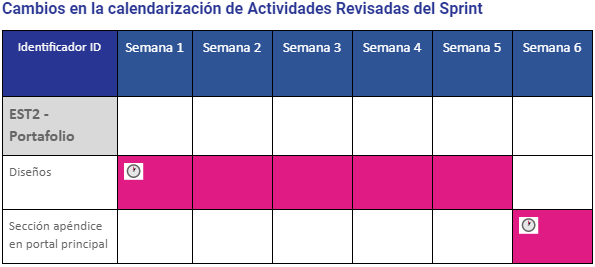 Cambios en la calendarización de Actividades Revisadas del Sprint
Identificador ID Semana 1 Semana 2 Semana 3 Semana 4 Semana 5 Semana 6
EST2 -
Portafolio
Diseños
Sección apéndice
en portal principal